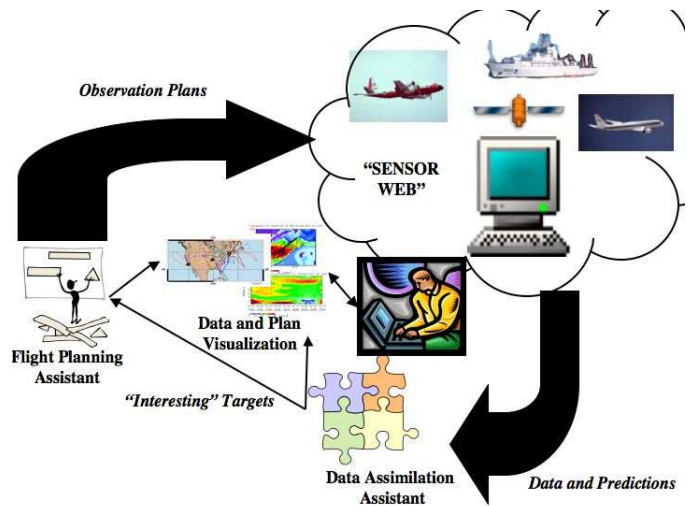 Observation Plans
“SENSOR
WEB”
Data and Plan
Visualization
Flight Planning
Assistant
“Interesting” Targets
Data Assimilation
Assistant
Data and Predictions